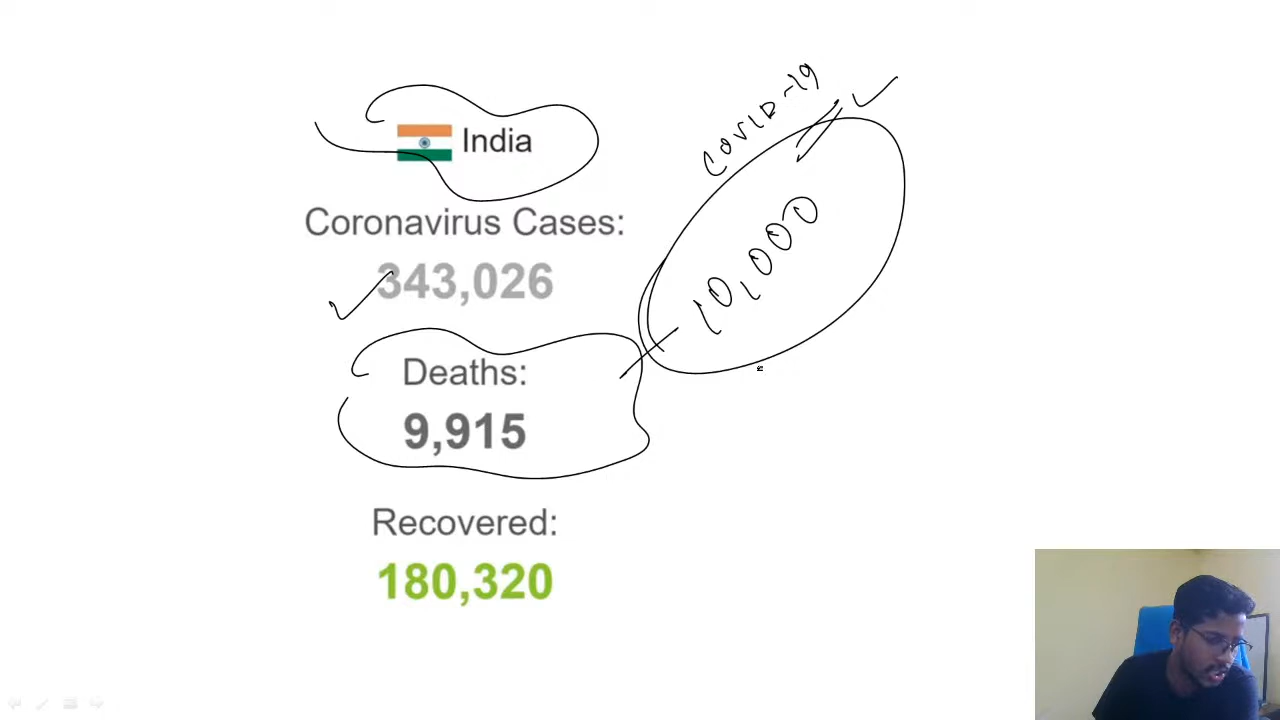 India
Coronavirus Cases:
343,026
Deaths:
9,915
Recovered:
180,320
COVID-19
10,000